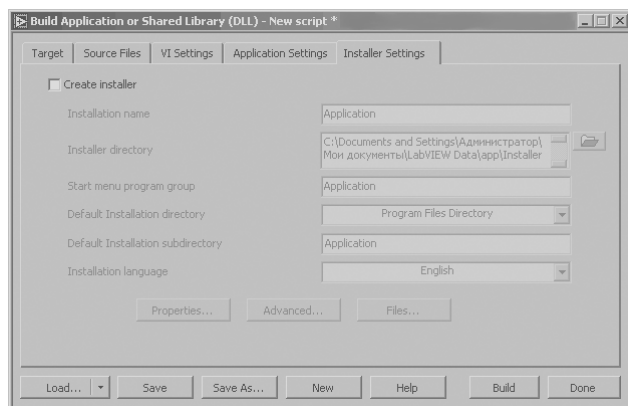 Build Application or Shared Library (DLL) - New script *
Target Source Files VI Settings Application Settings Installer Settings
Create installer
Installation name Application
Installer directory C:\Documents and Settings\Администратор\
Мои документы\LabVIEW Data\app\Installer
Start menu program group Application
Default Installation directory Program Files Directory
Default Installation subdirectory Application
Installation language English
Properties... Advanced... Files...
Load... Save Save As... New Help Build Done